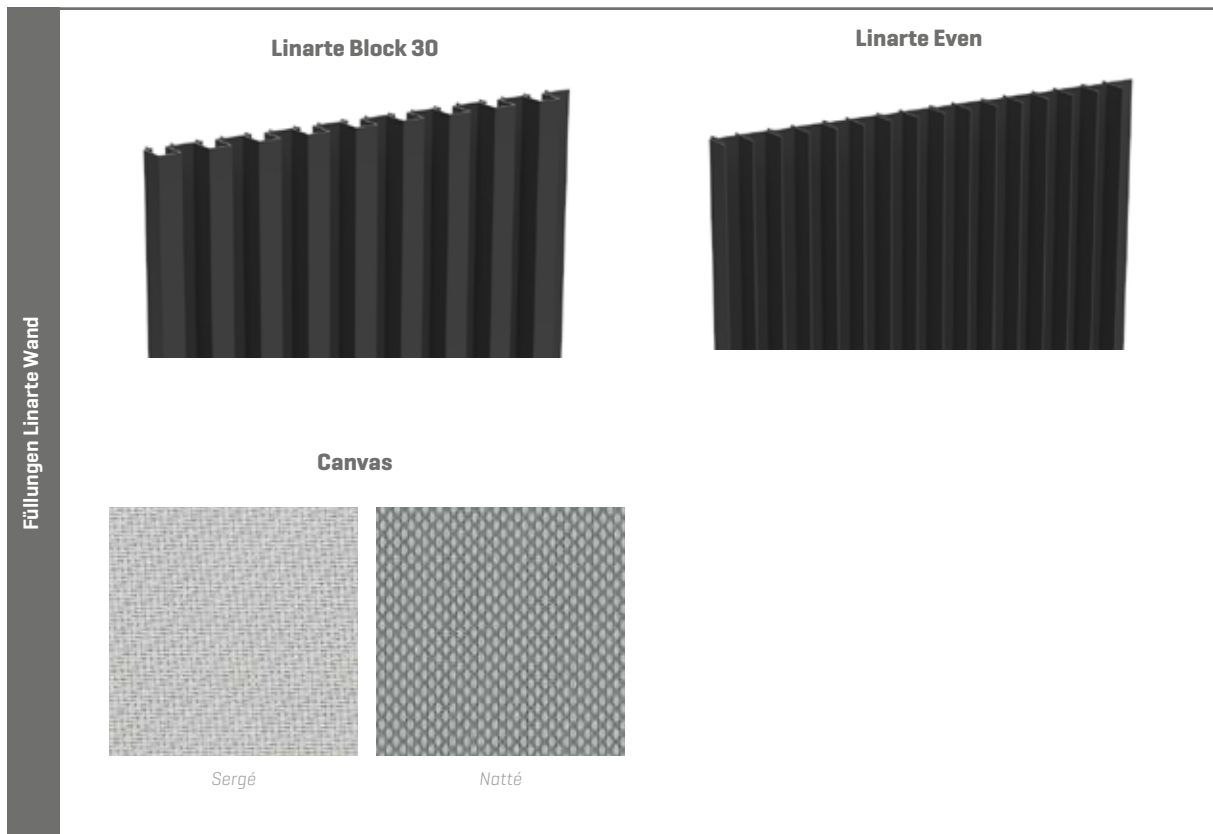 Füllungen Linarte Wand
Linarte Block 30
Linarte Even
Canvas
Sergé
Natté